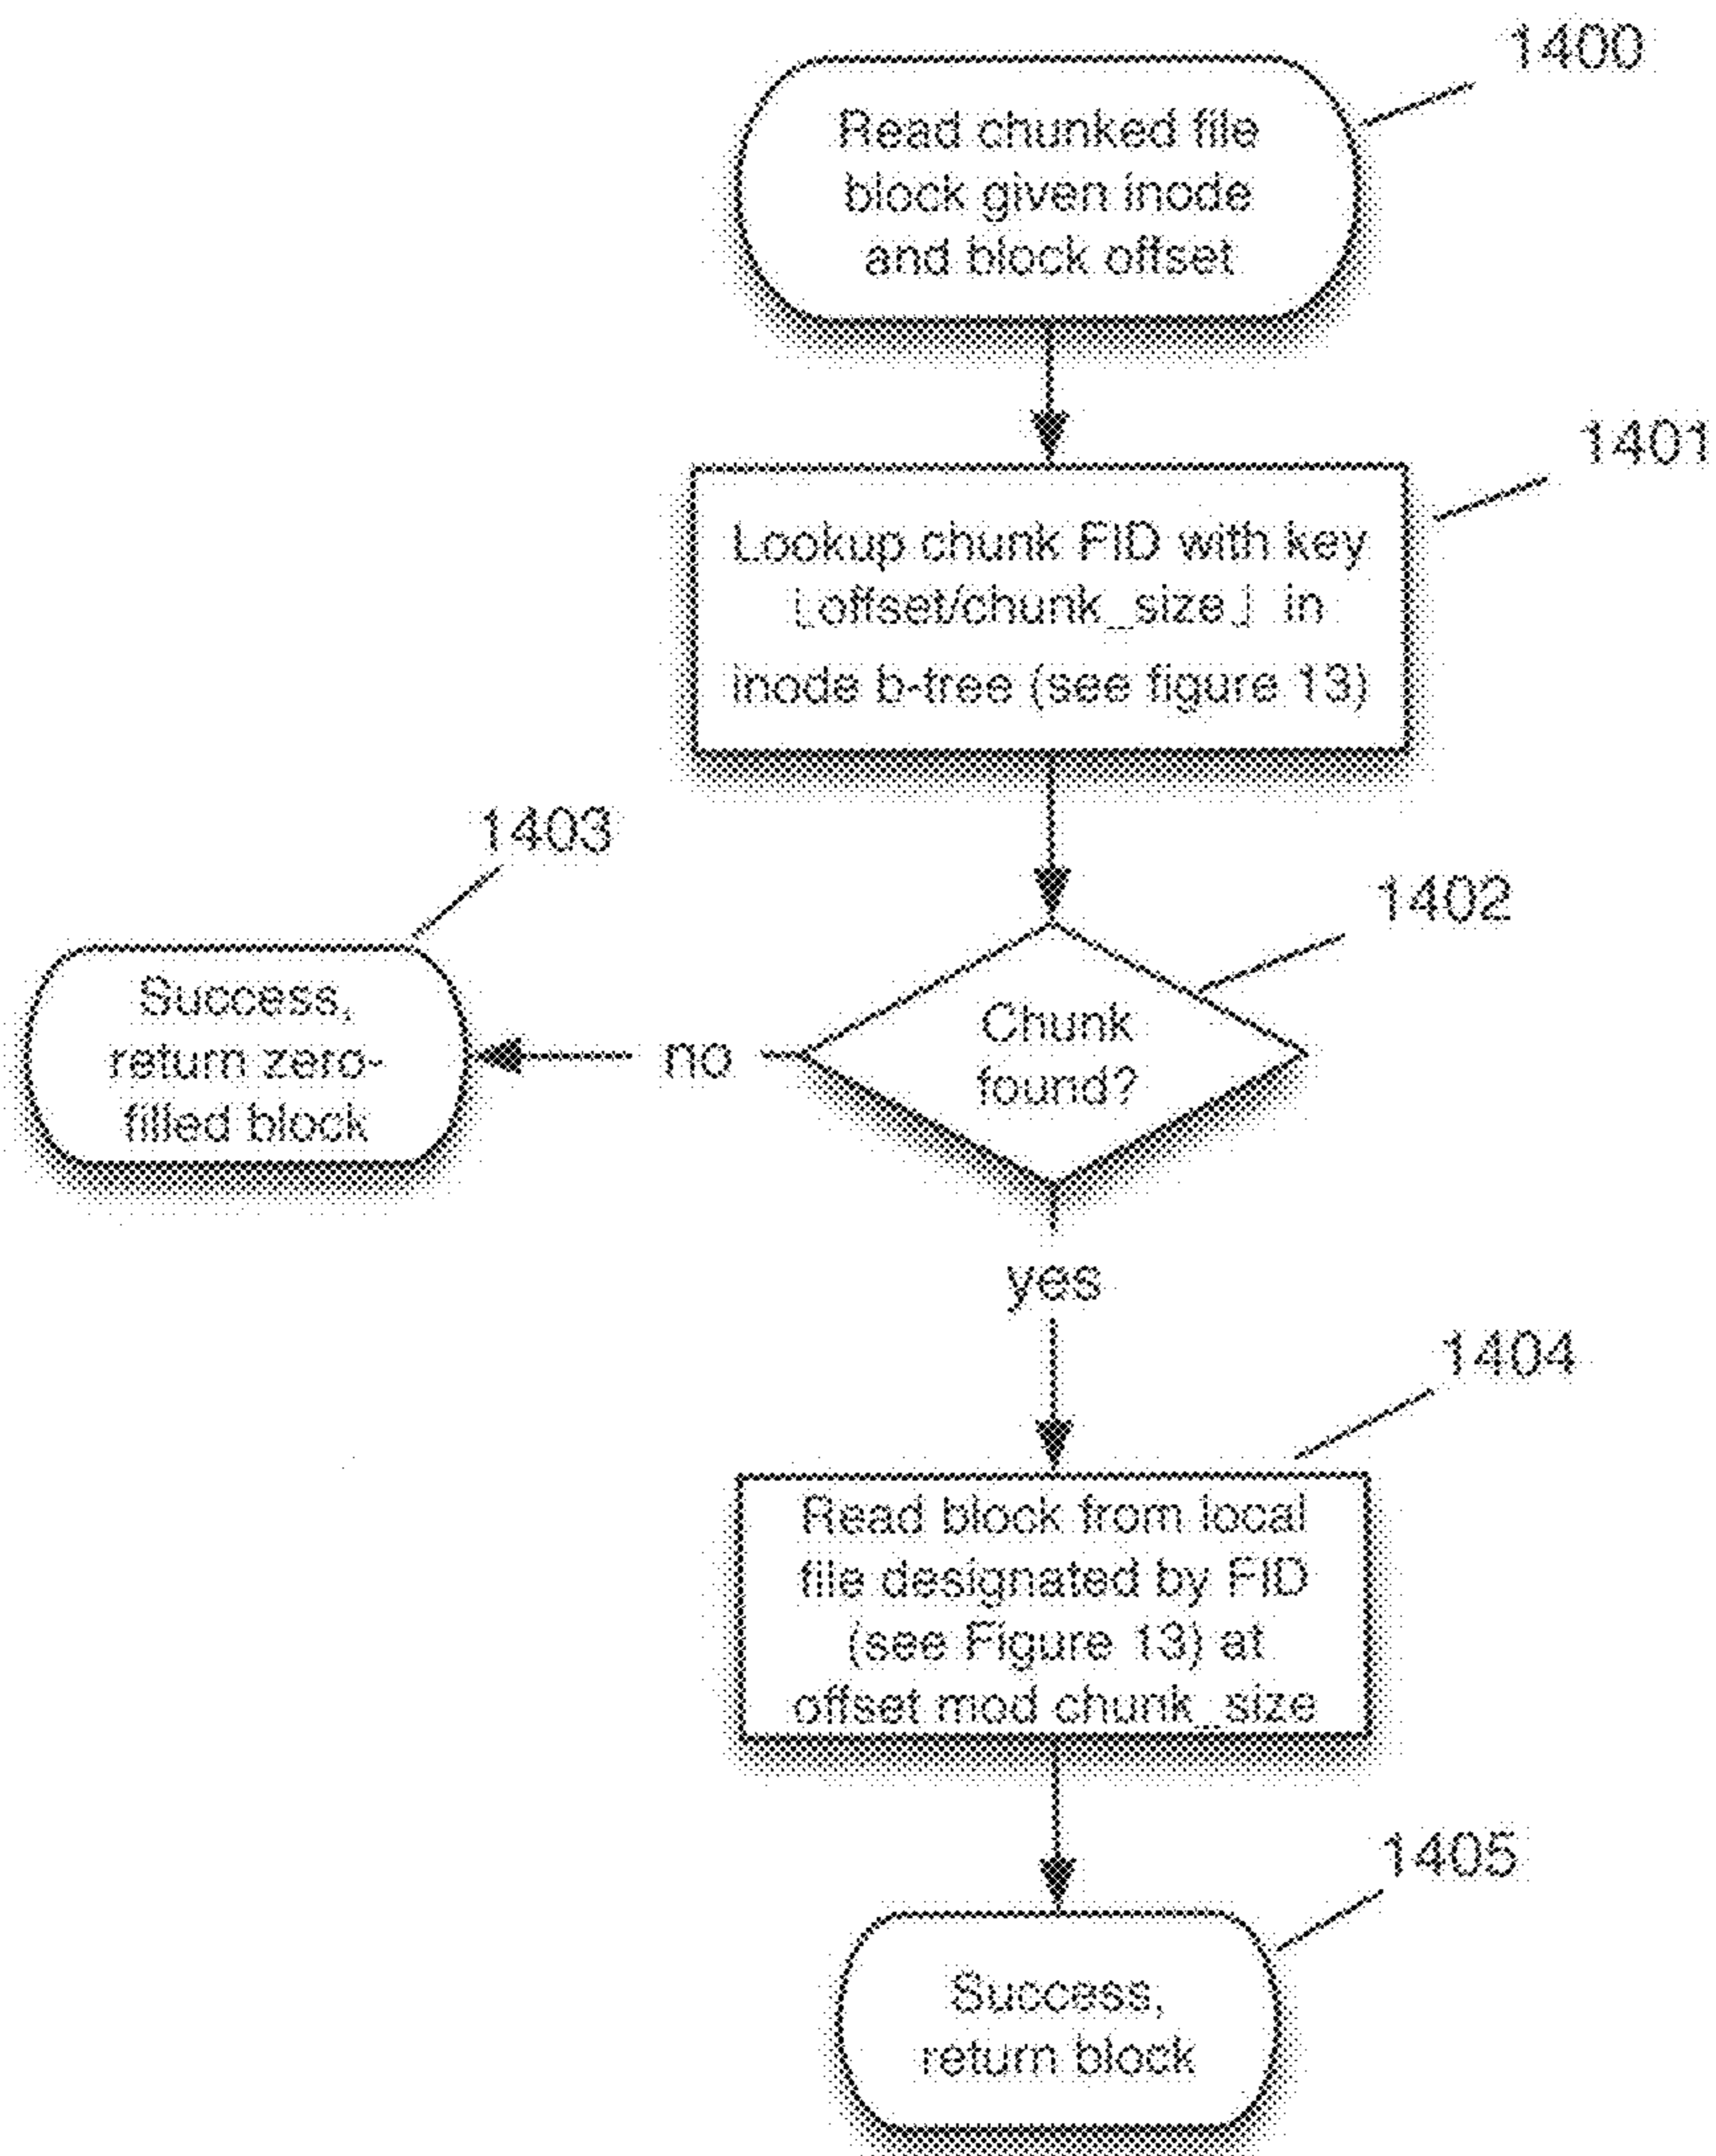 1400
Read chunked file
block given inode
and block offset
1401
Lookup chunk FID with key
⌊offset/chunk_size⌋ in
inode b-tree (see figure 13)
1403
1402
Success,
return zero-
filled block
no
Chunk
found?
yes
1404
Read block from local
file designated by FID
(see Figure 13) at
offset mod chunk_size
1405
Success,
return block